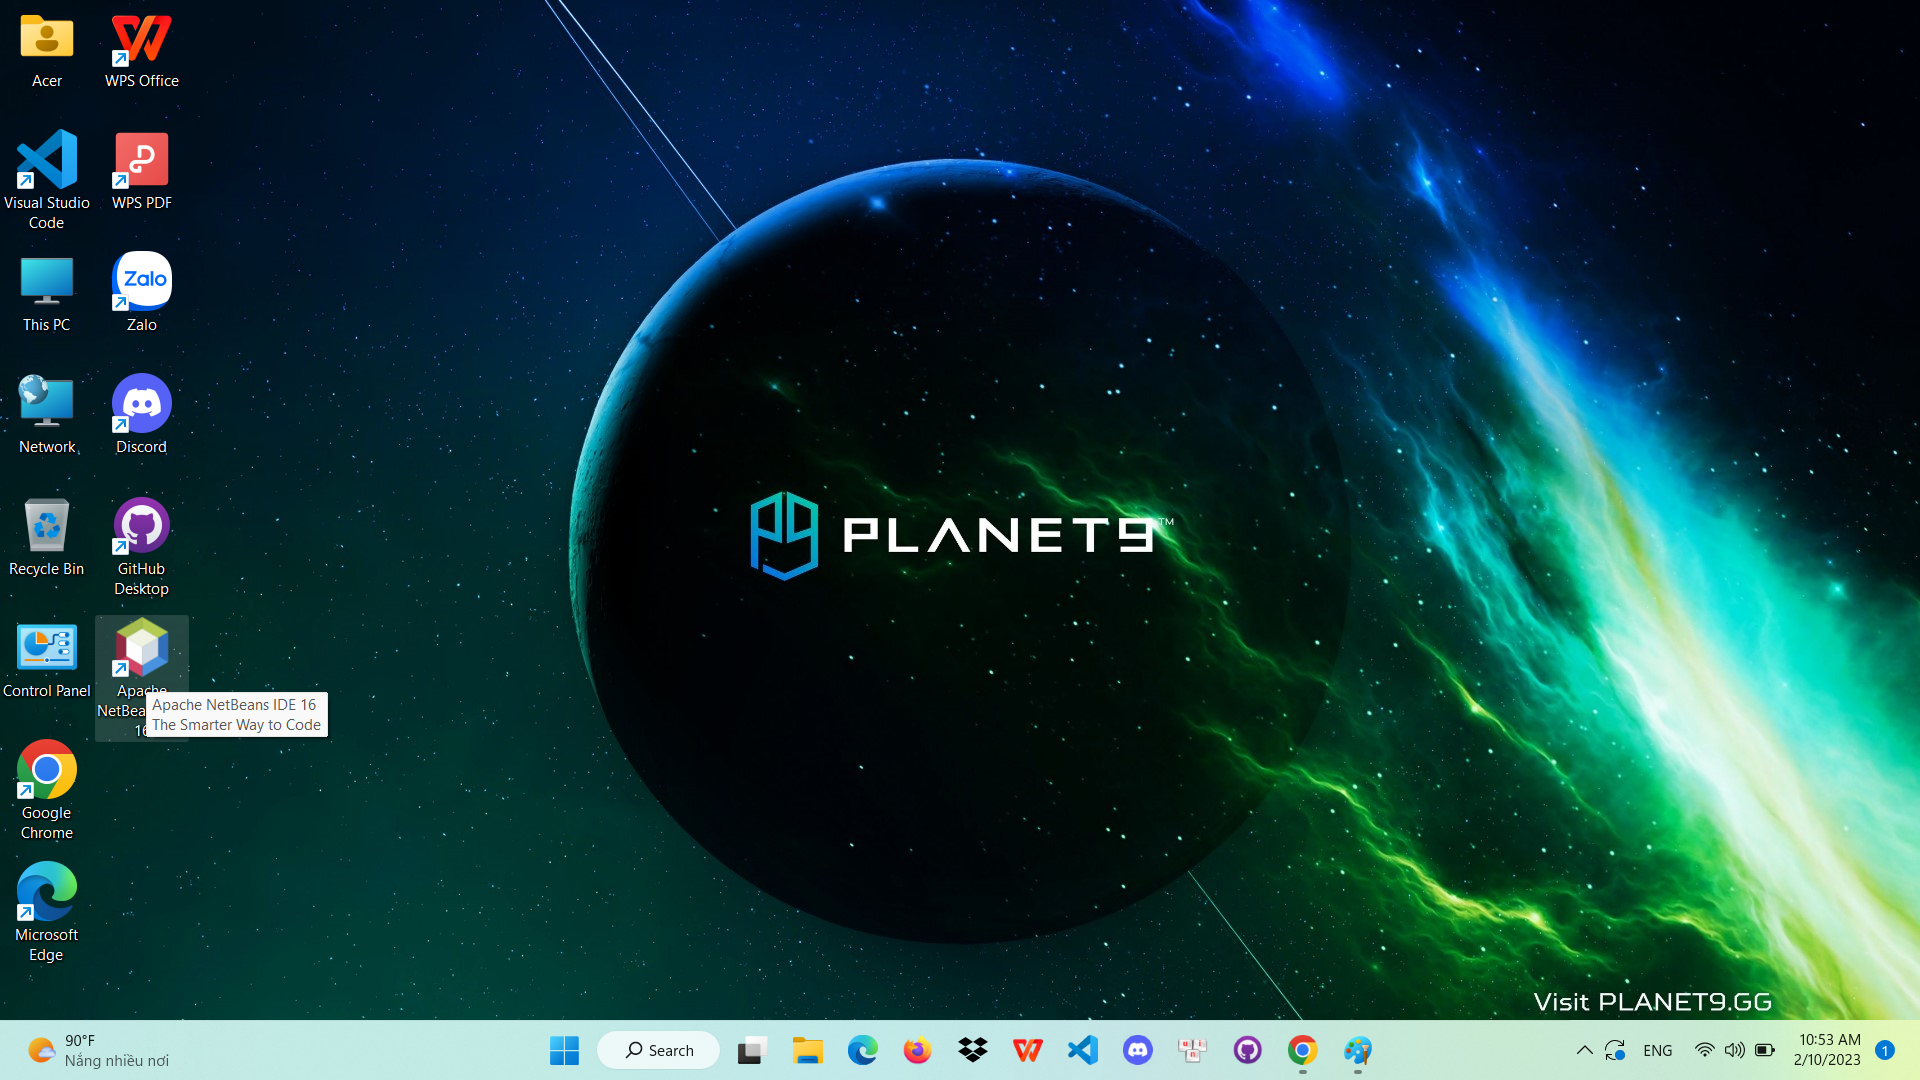 Acer
WPS Office
Visual Studio
Code
WPS PDF
This PC
Zalo
Network
Discord
Recycle Bin
GitHub
Desktop
Control Panel
Apache
NetBea
16
Apache NetBeans IDE 16
The Smarter Way to Code
Google
Chrome
Microsoft
Edge
Zalo
PLANET9™
Visit PLANET9.GG
90°F
Nắng nhiều nơi
Search
ENG
10:53 AM
2/10/2023
1